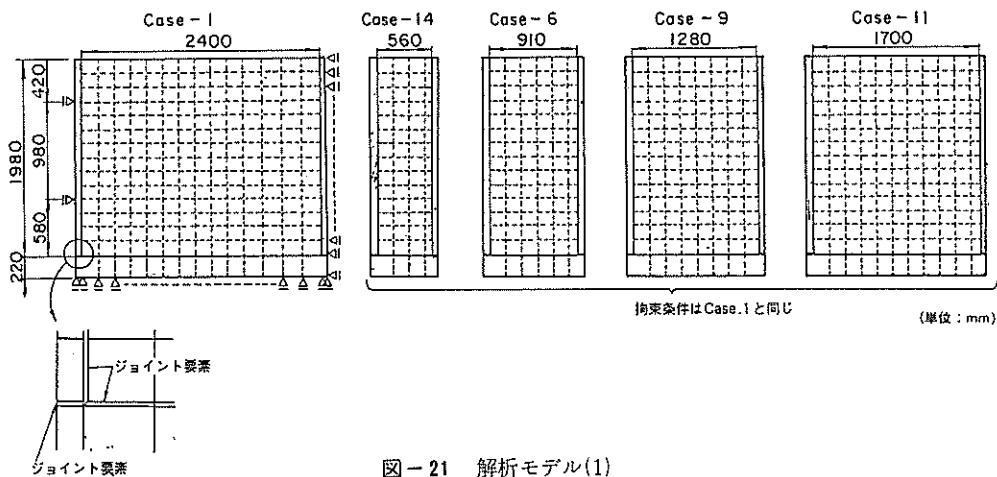 Case-1
Case-14
Case-6
Case-9
Case-11
2400
560
910
1280
1700
420
980
1980
580
220
拘束条件はCase.1と同じ
(単位:mm)
ジョイント要素
ジョイント要素
図-21 解析モデル(1)